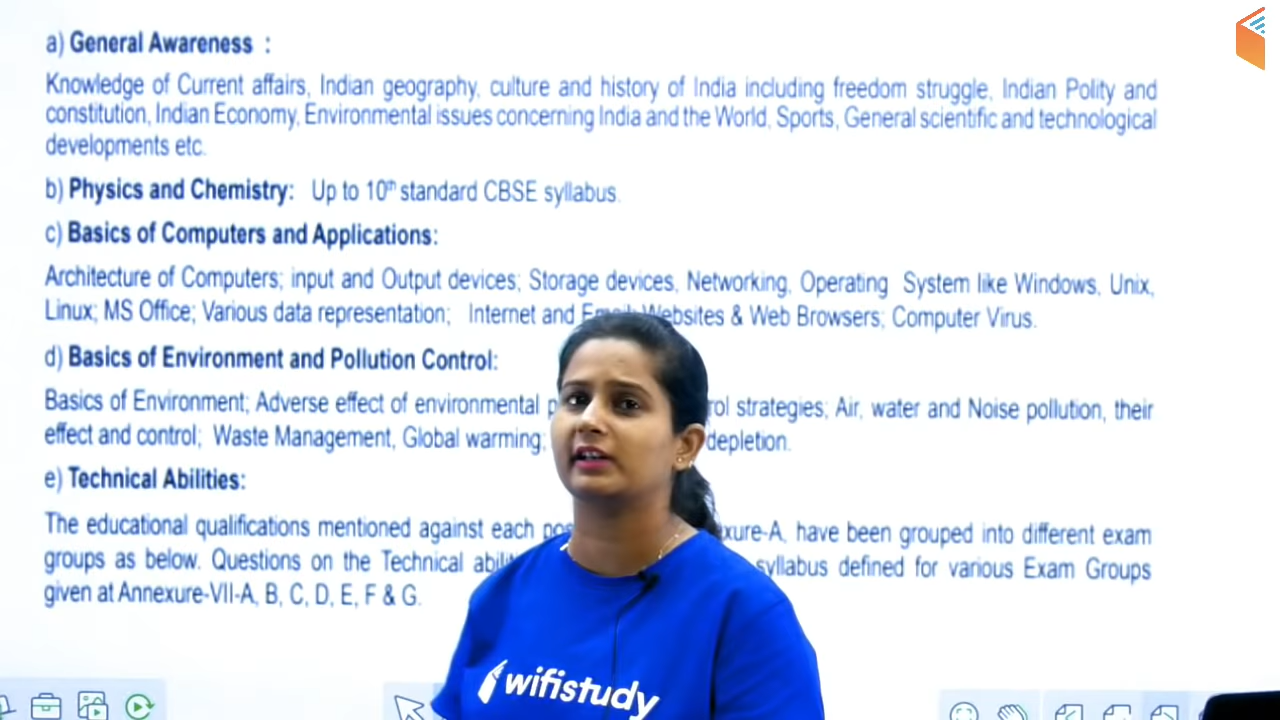 a) General Awareness :
Knowledge of Current affairs, Indian geography, culture and history of India including freedom struggle, Indian Polity and
constitution, Indian Economy, Environmental issues concerning India and the World, Sports, General scientific and technological
developments etc.
b) Physics and Chemistry: Up to 10th standard CBSE syllabus.
c) Basics of Computers and Applications:
Architecture of Computers; input and Output devices; Storage devices, Networking, Operating System like Windows, Unix,
Linux; MS Office; Various data representation; Internet and Email; Websites & Web Browsers; Computer Virus.
d) Basics of Environment and Pollution Control:
Basics of Environment; Adverse effect of environmental rol strategies; Air, water and Noise pollution, their
effect and control; Waste Management, Global warming; depletion.
e) Technical Abilities:
The educational qualifications mentioned against each xure-A, have been grouped into different exam
groups as below. Questions on the Technical syllabus defined for various Exam Groups
given at Annexure-VII-A, B, C, D, E, F & G.
wifistudy